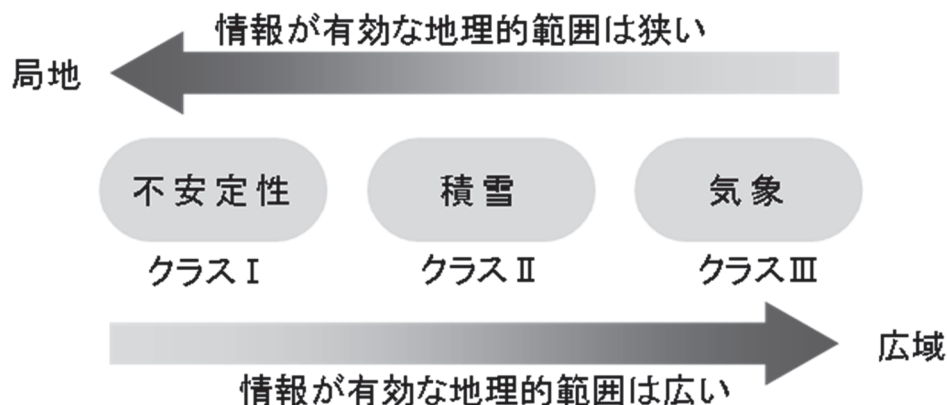 情報が有効な地理的範囲は狭い
局地
不安定性 積雪 気象
クラスⅠ クラスⅡ クラスⅢ
広域
情報が有効な地理的範囲は広い